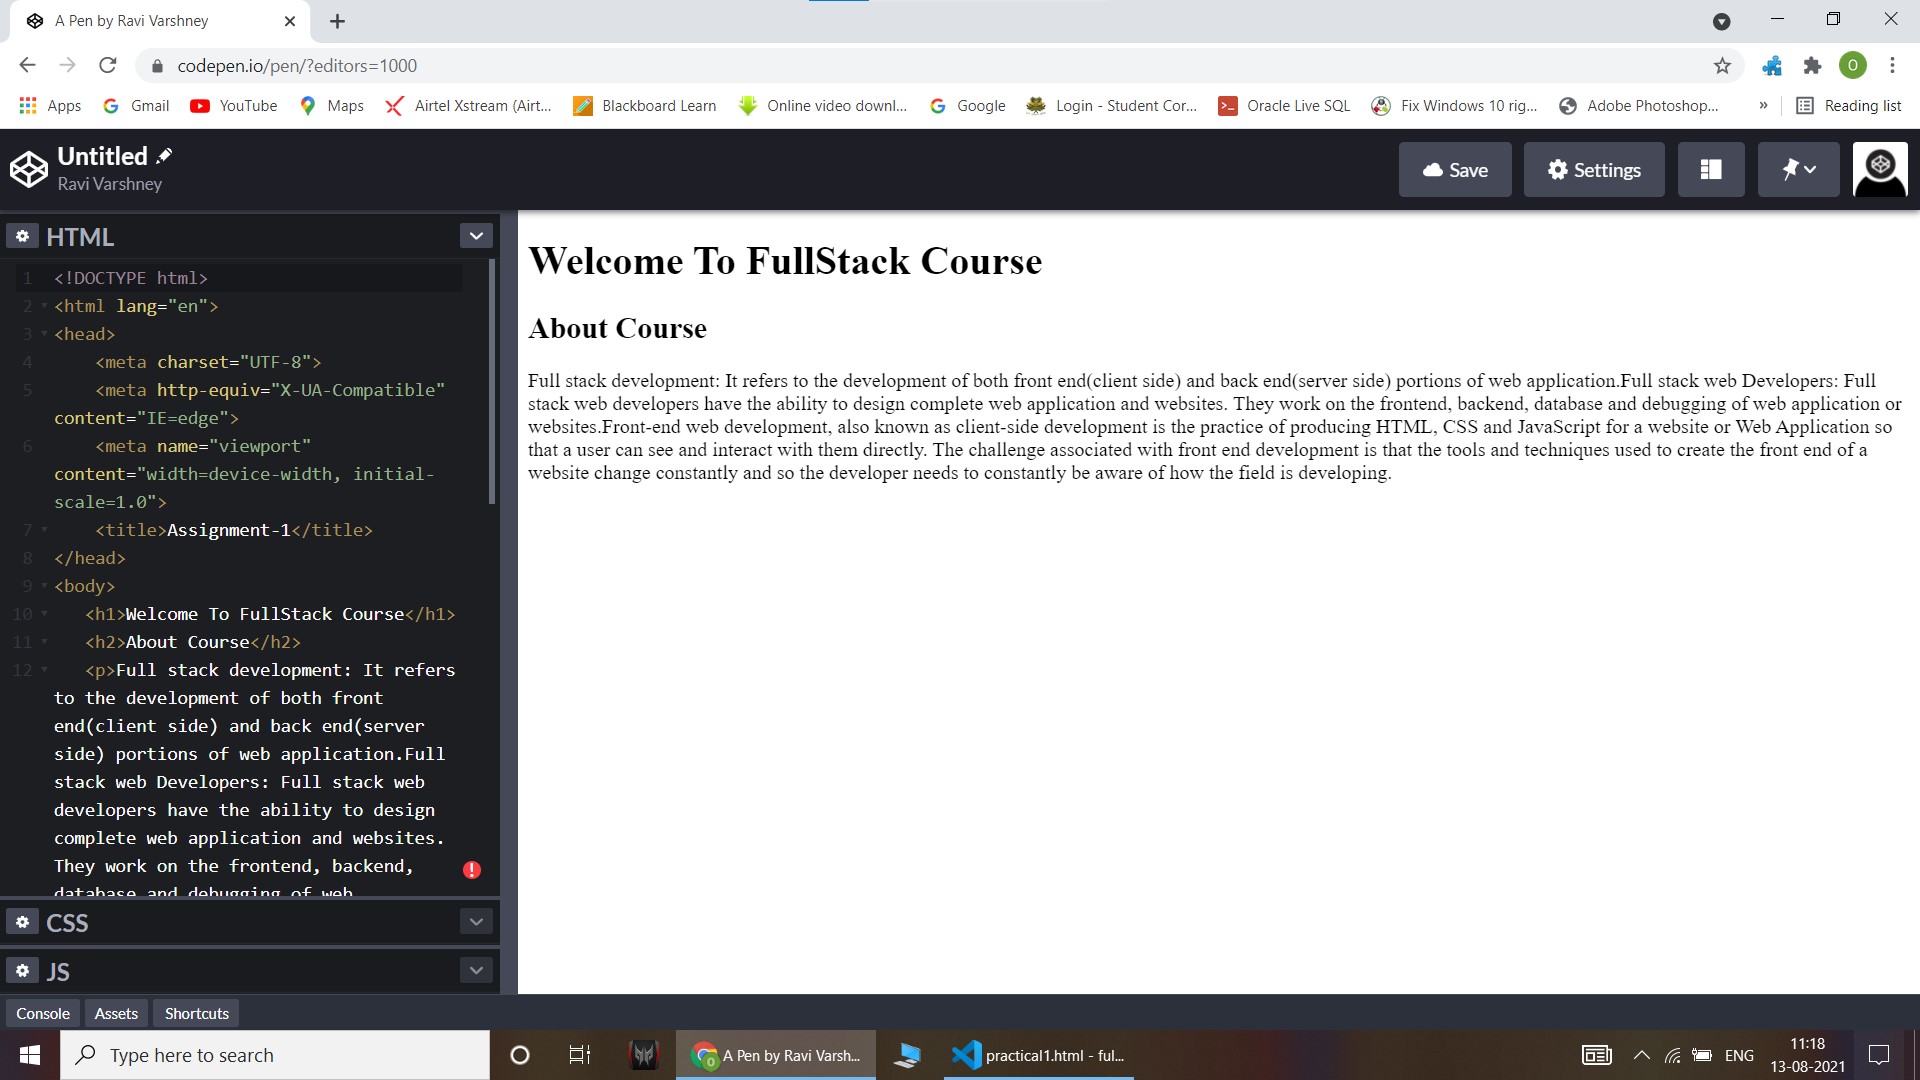 A Pen by Ravi Varshney
codepen.io/pen/?editors=1000
O
Apps Gmail YouTube Maps Airtel Xstream (Airt... Blackboard Learn Online video downl... Google Login - Student Cor... Oracle Live SQL Fix Windows 10 rig... Adobe Photoshop... » Reading list
Untitled
Ravi Varshney
Save Settings
HTML
1 <!DOCTYPE html>
2 <html lang="en">
3 <head>
4 <meta charset="UTF-8">
5 <meta http-equiv="X-UA-Compatible"
content="IE=edge">
6 <meta name="viewport"
content="width=device-width, initial-
scale=1.0">
7 <title>Assignment-1</title>
8 </head>
9 <body>
10 <h1>Welcome To FullStack Course</h1>
11 <h2>About Course</h2>
12 <p>Full stack development: It refers
to the development of both front
end(client side) and back end(server
side) portions of web application.Full
stack web Developers: Full stack web
developers have the ability to design
complete web application and websites.
They work on the frontend, backend,
database and debugging of web
CSS
JS
Console Assets Shortcuts
Welcome To FullStack Course
About Course
Full stack development: It refers to the development of both front end(client side) and back end(server side) portions of web application.Full stack web Developers: Full
stack web developers have the ability to design complete web application and websites. They work on the frontend, backend, database and debugging of web application or
websites.Front-end web development, also known as client-side development is the practice of producing HTML, CSS and JavaScript for a website or Web Application so
that a user can see and interact with them directly. The challenge associated with front end development is that the tools and techniques used to create the front end of a
website change constantly and so the developer needs to constantly be aware of how the field is developing.
Type here to search
A Pen by Ravi Varsh...
practical1.html - ful...
ENG
11:18
13-08-2021